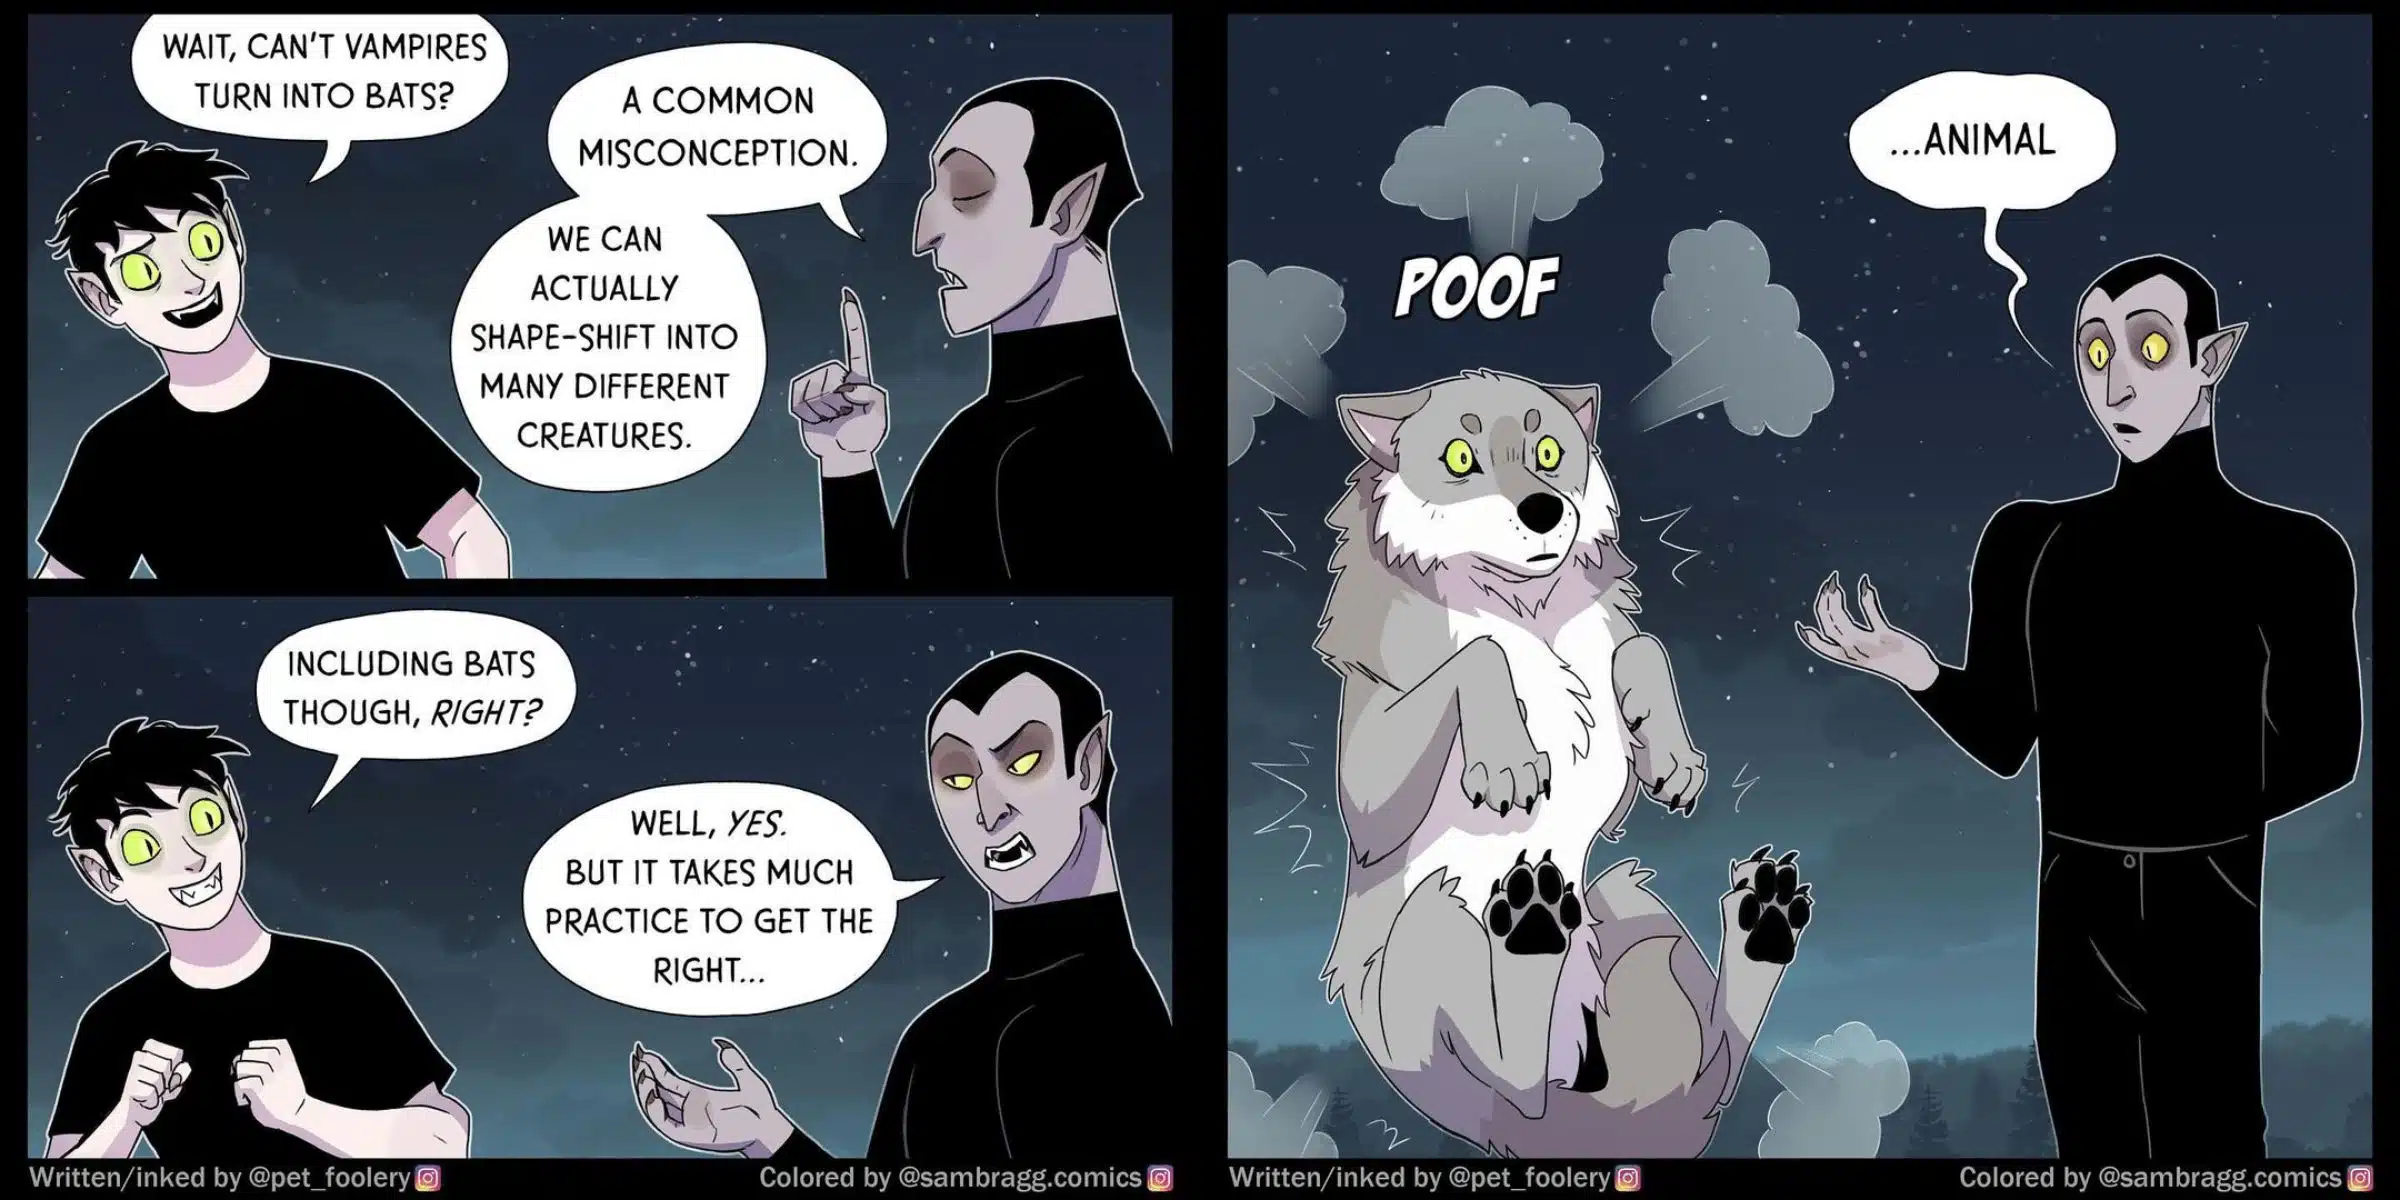 WAIT, CAN'T VAMPIRES
TURN INTO BATS?
A COMMON
MISCONCEPTION.
WE CAN
ACTUALLY
SHAPE-SHIFT INTO
MANY DIFFERENT
CREATURES.
INCLUDING BATS
THOUGH, RIGHT?
WELL, YES.
BUT IT TAKES MUCH
PRACTICE TO GET THE
RIGHT...
Written/inked by @pet_foolery
Colored by @sambragg.comics
...ANIMAL
POOF
Written/inked by @pet_foolery
Colored by @sambragg.comics